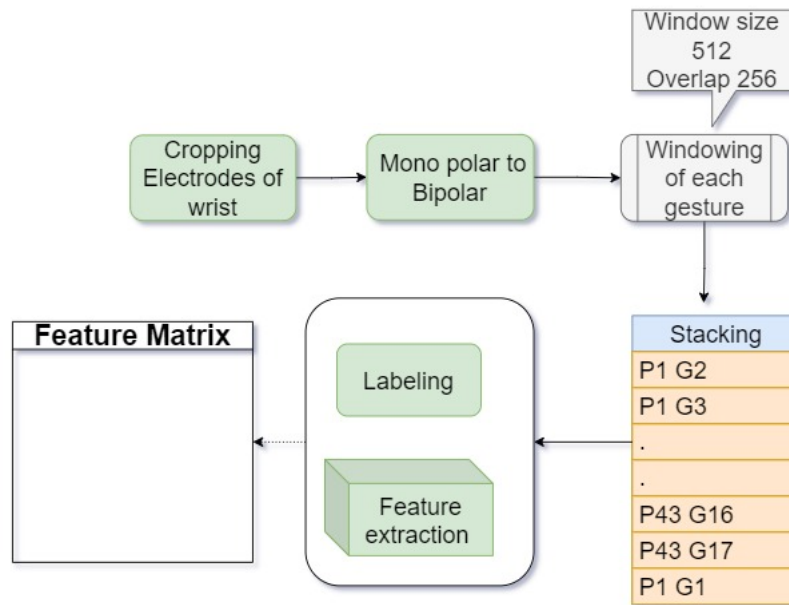 Window size
512
Overlap 256
Cropping
Electrodes of
wrist
Mono polar to
Bipolar
Windowing
of each
gesture
Feature Matrix
Labeling
Feature
extraction
Stacking
P1 G2
P1 G3
.
.
P43 G16
P43 G17
P1 G1